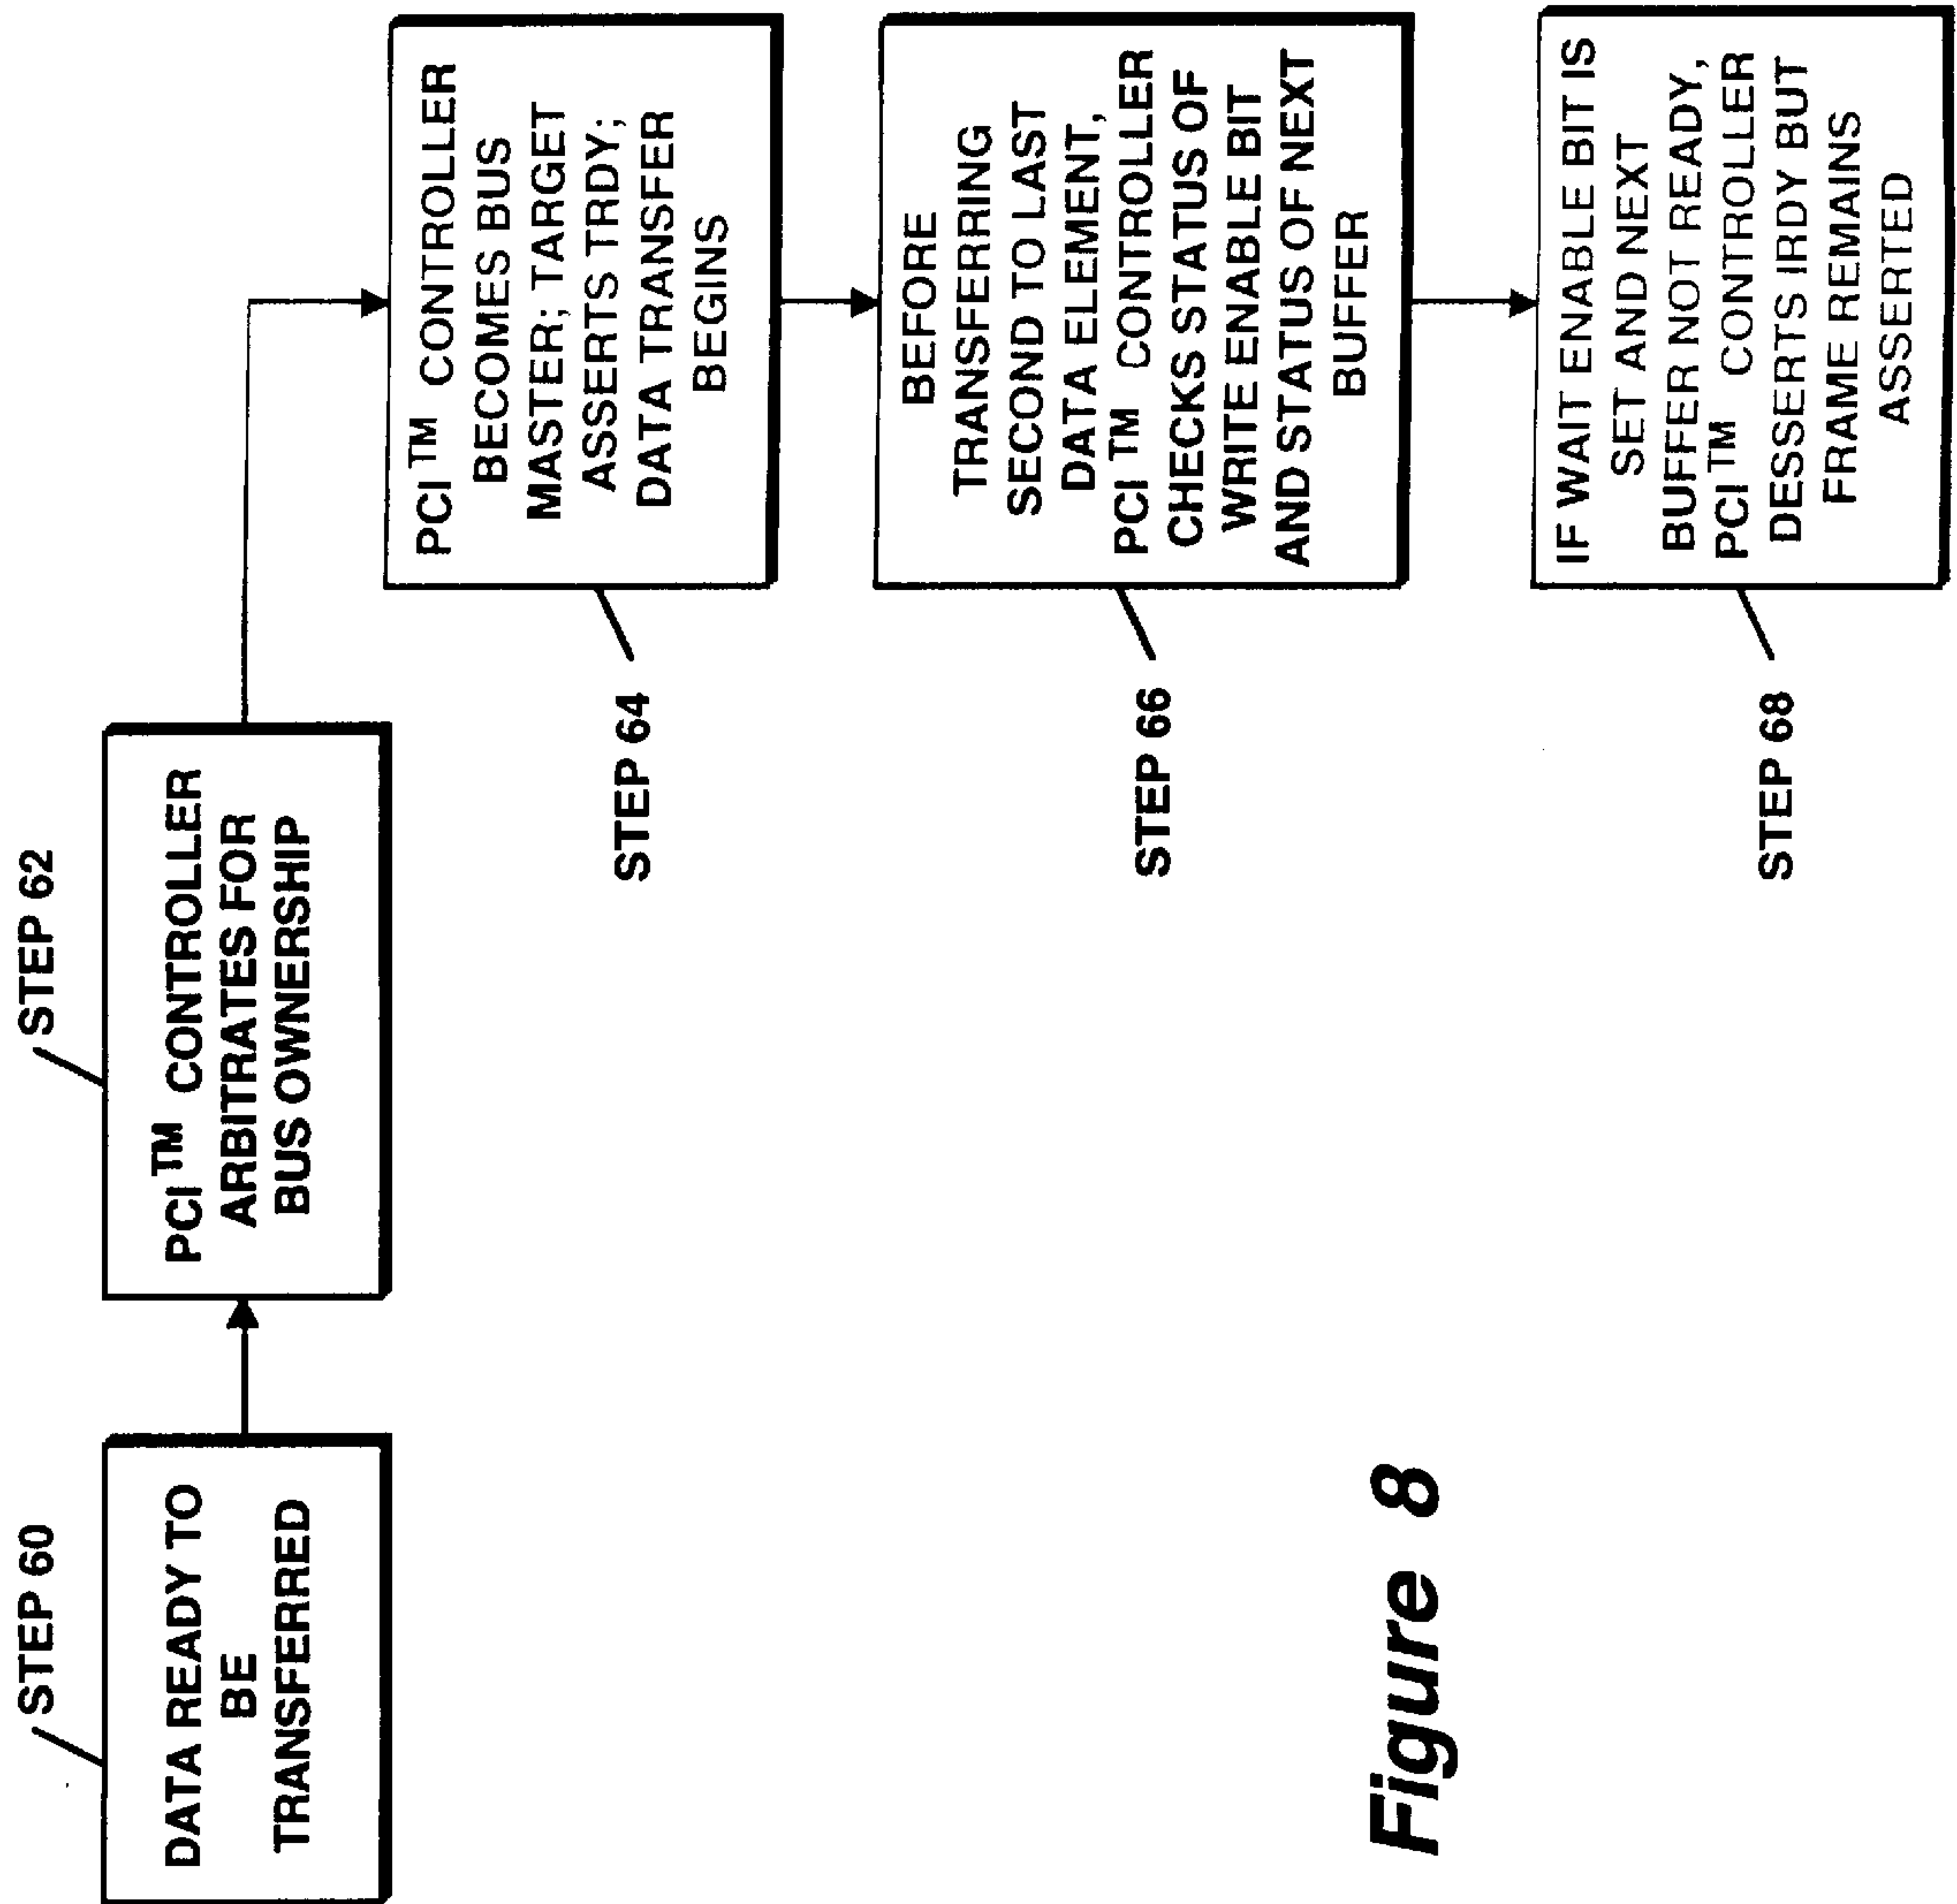 STEP 60
DATA READY TO
BE
TRANSFERRED
STEP 62
PCI™ CONTROLLER
ARBITRATES FOR
BUS OWNERSHIP
PCI™ CONTROLLER
BECOMES BUS
MASTER; TARGET
ASSERTS TRDY;
DATA TRANSFER
BEGINS
STEP 64
BEFORE
TRANSFERRING
SECOND TO LAST
DATA ELEMENT,
PCI™ CONTROLLER
CHECKS STATUS OF
WRITE ENABLE BIT
AND STATUS OF NEXT
BUFFER
STEP 66
IF WAIT ENABLE BIT IS
SET AND NEXT
BUFFER NOT READY,
PCI™ CONTROLLER
DESSERTS IRDY BUT
FRAME REMAINS
ASSERTED
STEP 68
Figure 8